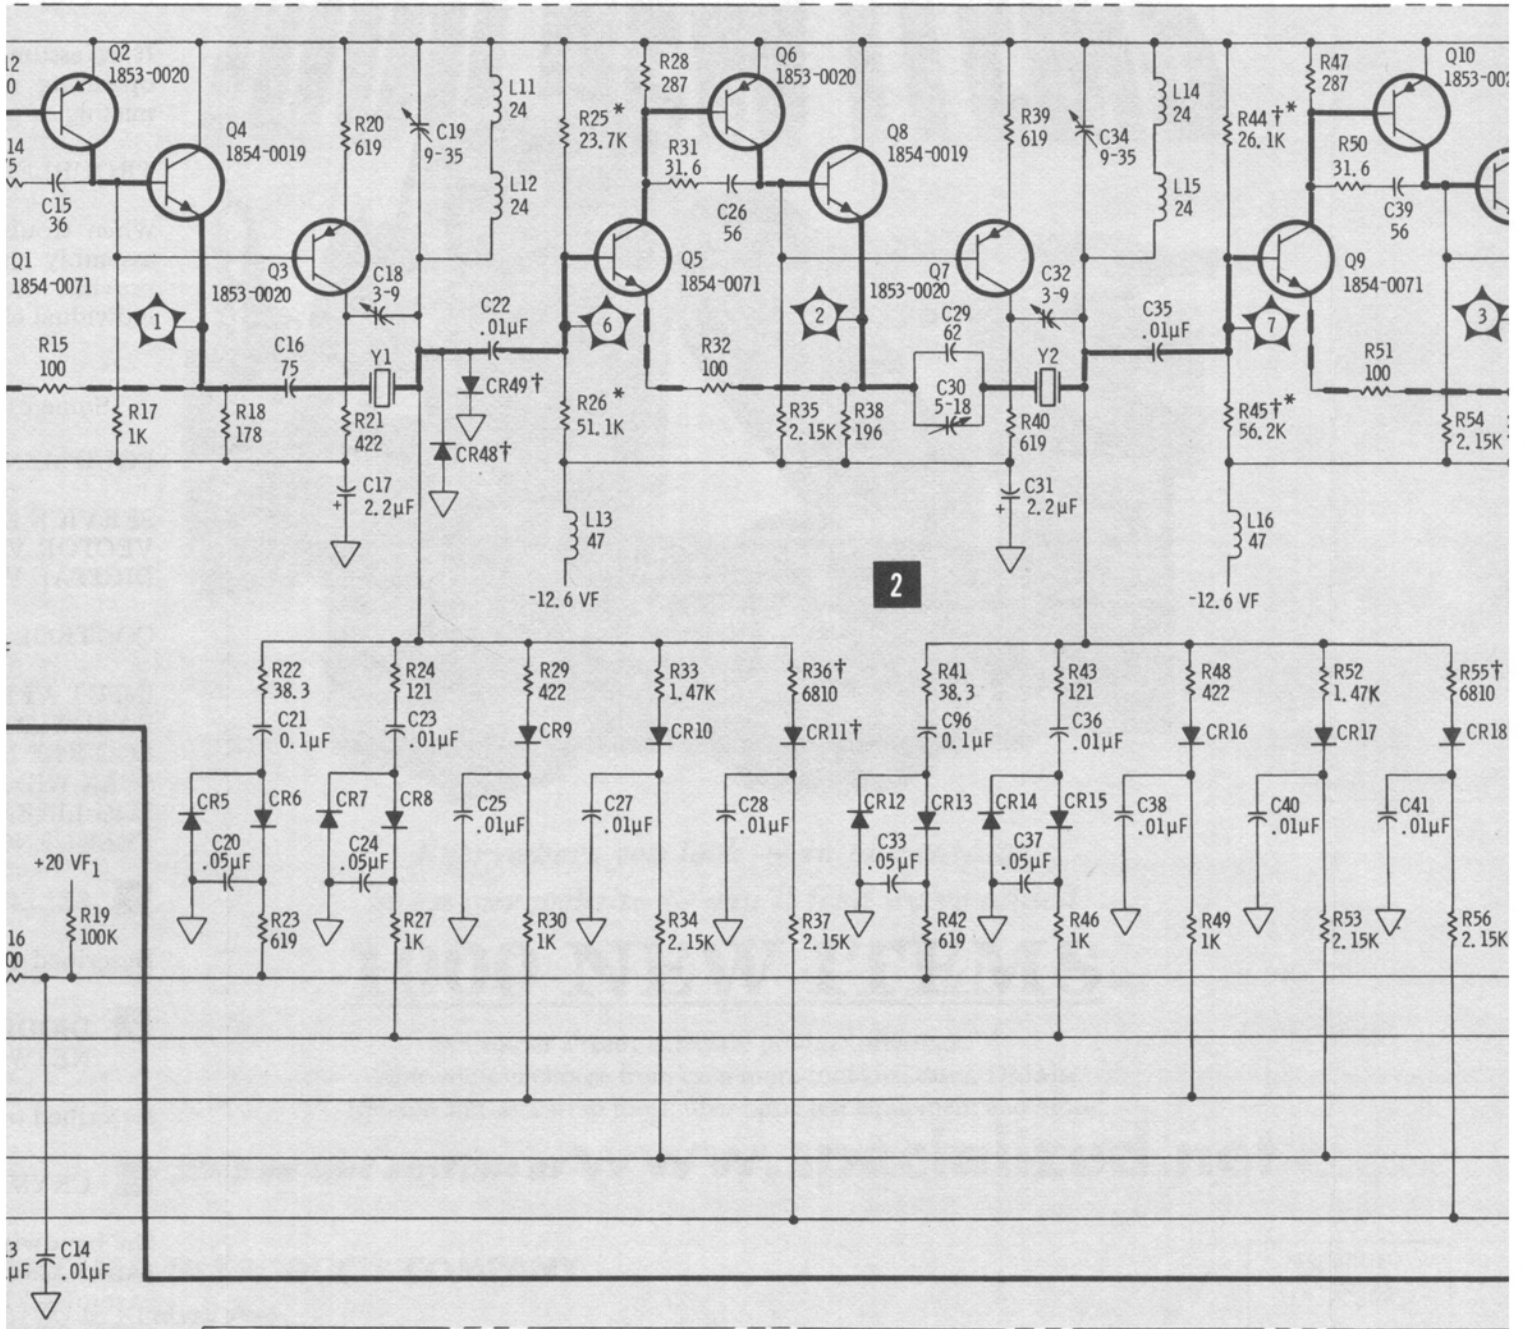 Q2
1853-0020
Q4
1854-0019
C15
36
Q1
1854-0071
1
R15
100
R17
1K
R18
178
C16
75
Q3
1853-0020
R20
619
C18
3-9
C19
9-35
L11
24
L12
24
Y1
R21
422
C17
+
2.2µF
C22
.01µF
CR49†
CR48†
R25*
23.7K
6
R26*
51.1K
L13
47
-12.6 VF
R28
287
R31
31.6
Q6
1853-0020
C26
56
Q5
1854-0071
R32
100
Q8
1854-0019
2
R35
2.15K
R38
196
Q7
1853-0020
C29
62
C30
5-18
R39
619
C32
3-9
C34
9-35
L14
24
L15
24
Y2
R40
619
C31
+
2.2µF
C35
.01µF
R44†*
26.1K
7
R45†*
56.2K
L16
47
-12.6 VF
R47
287
R50
31.6
Q10
C39
56
Q9
1854-0071
R51
100
3
R54
2.15K
2
R22
38.3
C21
0.1µF
CR5
CR6
C20
.05µF
R23
619
R24
121
C23
.01µF
CR7
CR8
C24
.05µF
R27
1K
R29
422
CR9
C25
.01µF
R30
1K
R33
1.47K
CR10
C27
.01µF
R34
2.15K
R36†
6810
CR11†
C28
.01µF
R37
2.15K
R41
38.3
C96
0.1µF
CR12
CR13
C33
.05µF
R42
619
R43
121
C36
.01µF
CR14
CR15
C37
.05µF
R46
1K
R48
422
CR16
C38
.01µF
R49
1K
R52
1.47K
CR17
C40
.01µF
R53
2.15K
R55†
6810
CR18
C41
.01µF
R56
2.15K
+20 VF1
R19
100K
C14
.01µF